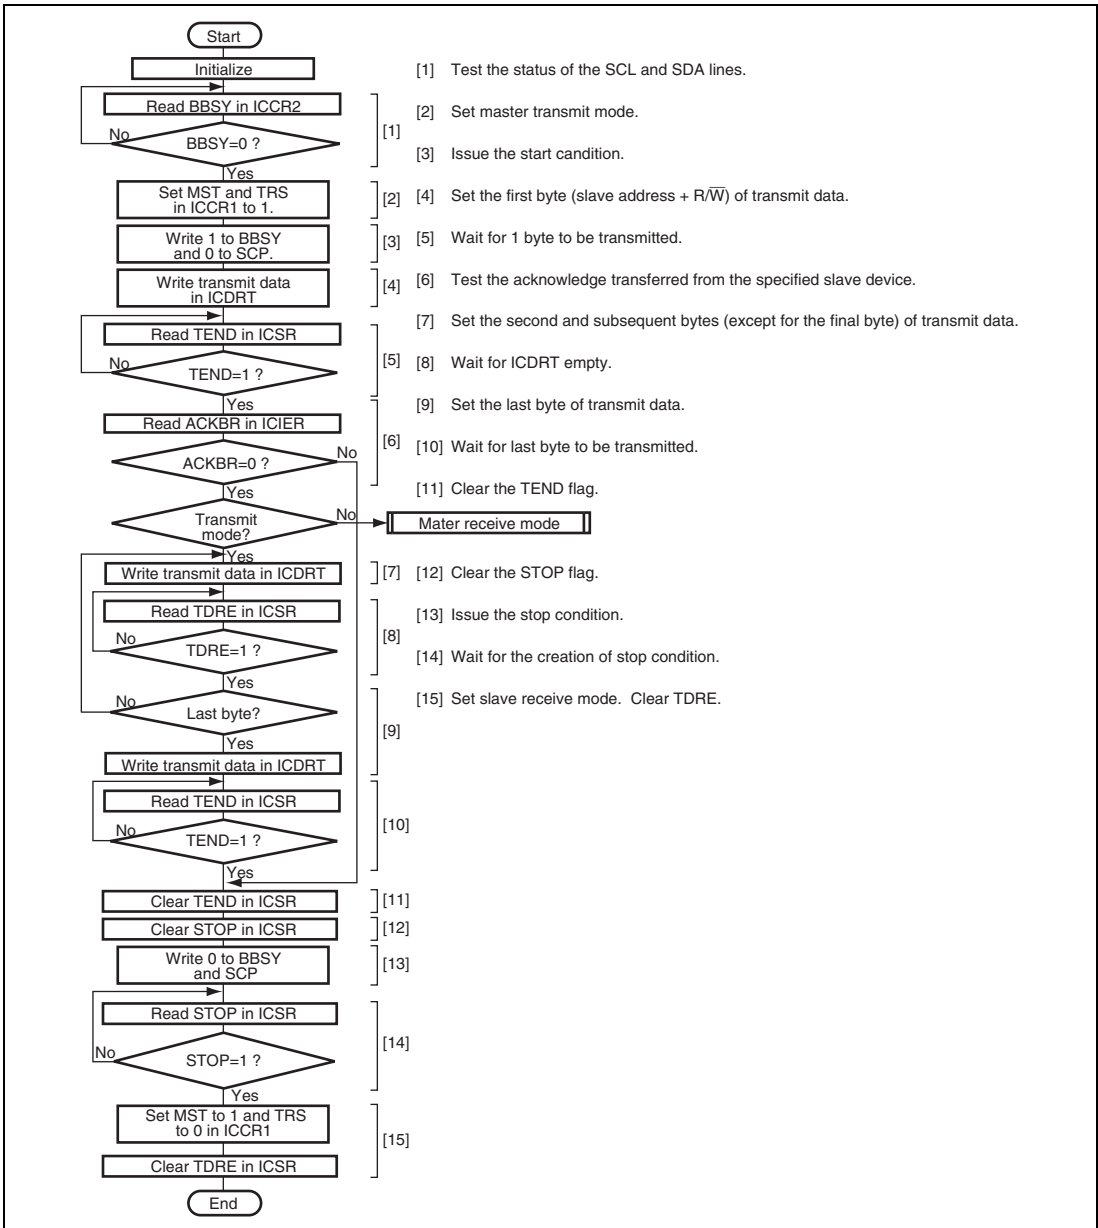 Start
Initialize
Read BBSY in ICCR2
No
BBSY=0 ?
[1]
Yes
Set MST and TRS
in ICCR1 to 1.
[2]
Write 1 to BBSY
and 0 to SCP.
[3]
Write transmit data
in ICDRT
[4]
Read TEND in ICSR
No
TEND=1 ?
[5]
Yes
Read ACKBR in ICIER
[6]
No
ACKBR=0 ?
Yes
Transmit
mode?
No
Mater receive mode
Yes
Write transmit data in ICDRT
[7]
Read TDRE in ICSR
No
TDRE=1 ?
[8]
Yes
No
Last byte?
[9]
Yes
Write transmit data in ICDRT
Read TEND in ICSR
No
TEND=1 ?
[10]
Yes
Clear TEND in ICSR
[11]
Clear STOP in ICSR
[12]
Write 0 to BBSY
and SCP
[13]
Read STOP in ICSR
No
STOP=1 ?
[14]
Yes
Set MST to 1 and TRS
to 0 in ICCR1
[15]
Clear TDRE in ICSR
End
[1] Test the status of the SCL and SDA lines.
[2] Set master transmit mode.
[3] Issue the start candition.
[4] Set the first byte (slave address + R/W̅) of transmit data.
[5] Wait for 1 byte to be transmitted.
[6] Test the acknowledge transferred from the specified slave device.
[7] Set the second and subsequent bytes (except for the final byte) of transmit data.
[8] Wait for ICDRT empty.
[9] Set the last byte of transmit data.
[10] Wait for last byte to be transmitted.
[11] Clear the TEND flag.
[12] Clear the STOP flag.
[13] Issue the stop condition.
[14] Wait for the creation of stop condition.
[15] Set slave receive mode. Clear TDRE.